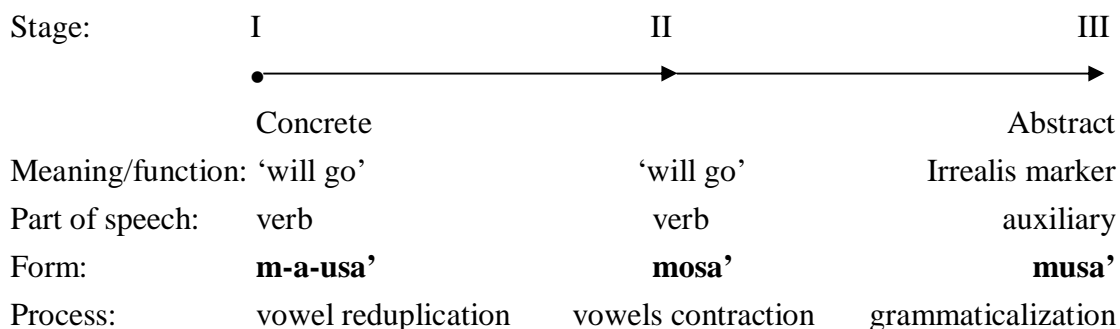 Stage: I II III
Concrete Abstract
Meaning/function: ‘will go’ ‘will go’ Irrealis marker
Part of speech: verb verb auxiliary
Form: m-a-usa’ mosa’ musa’
Process: vowel reduplication vowels contraction grammaticalization